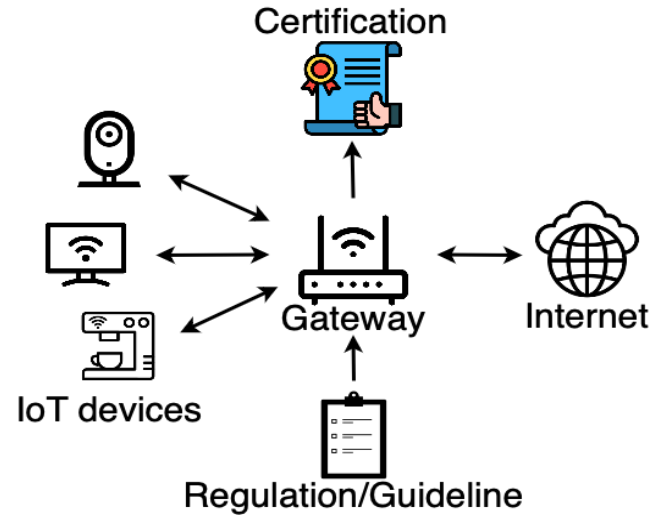 Certification
Gateway
Internet
IoT devices
Regulation/Guideline